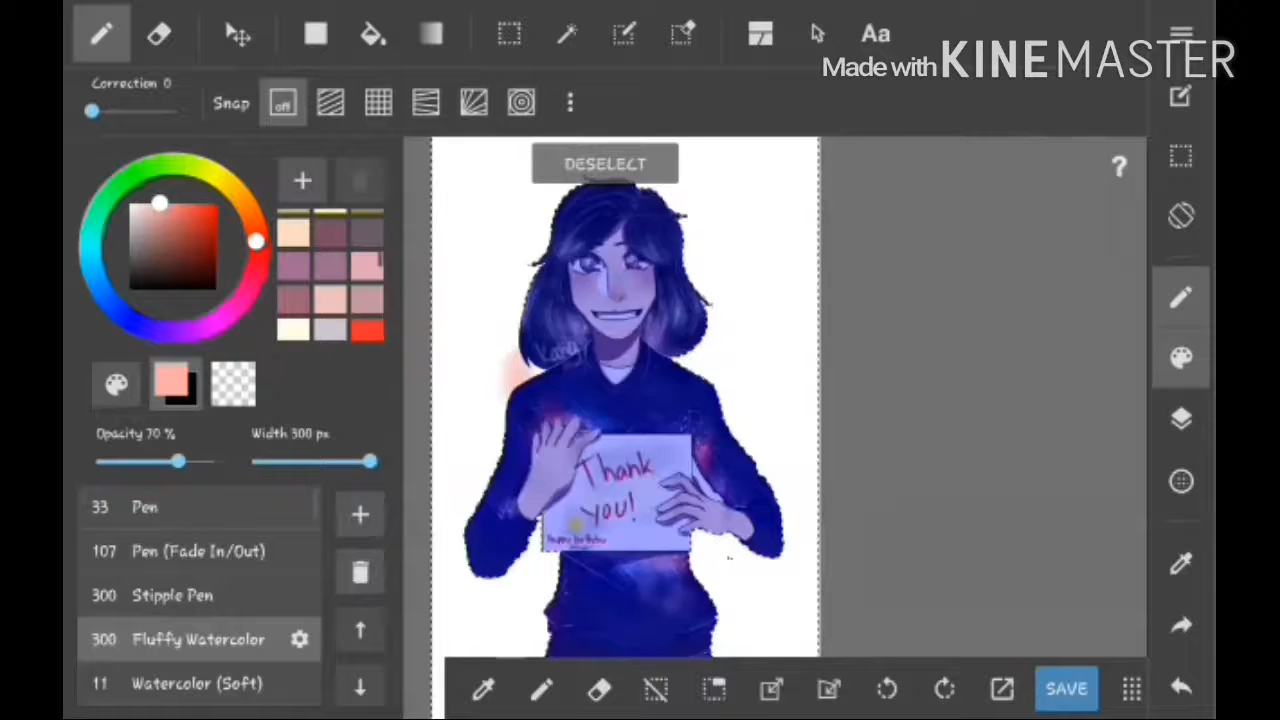 Aa
Made with KINEMASTER
Correction 0
Snap
off
DESELECT
?
Opacity 70 %
Width 300 px
Thank
you!
33 Pen
107 Pen (Fade In/Out)
300 Stipple Pen
300 Fluffy Watercolor
11 Watercolor (Soft)
SAVE